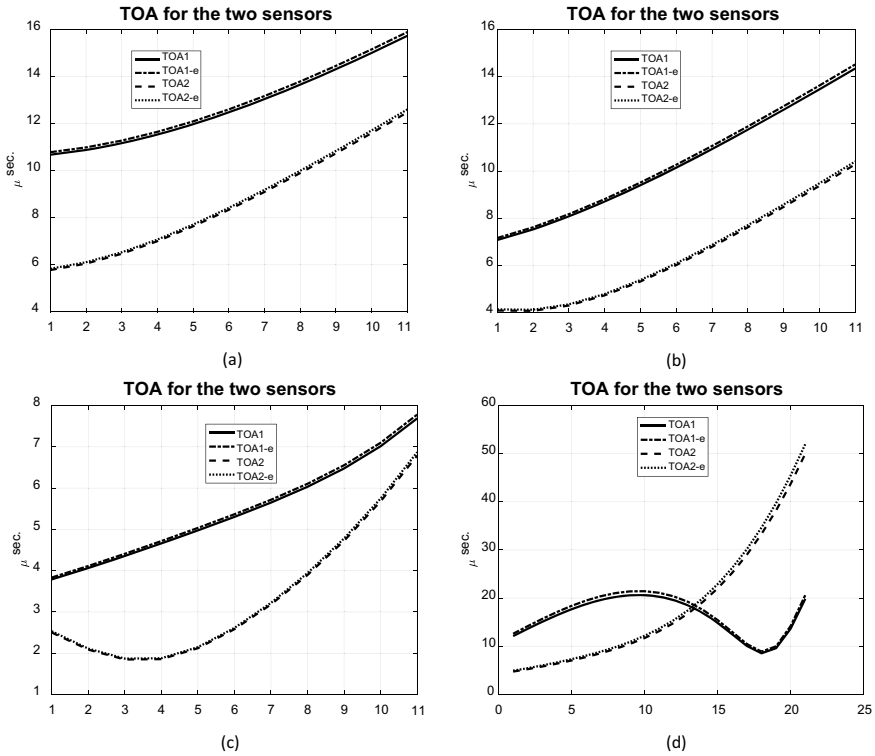 TOA for the two sensors
16
14
12
10
8
6
4
μ sec.
TOA1
TOA1-e
TOA2
TOA2-e
1 2 3 4 5 6 7 8 9 10 11
(a)
TOA for the two sensors
16
14
12
10
8
6
4
μ sec.
TOA1
TOA1-e
TOA2
TOA2-e
1 2 3 4 5 6 7 8 9 10 11
(b)
TOA for the two sensors
8
7
6
5
4
3
2
1
μ sec.
TOA1
TOA1-e
TOA2
TOA2-e
1 2 3 4 5 6 7 8 9 10 11
(c)
TOA for the two sensors
60
50
40
30
20
10
0
μ sec.
TOA1
TOA1-e
TOA2
TOA2-e
0 5 10 15 20 25
(d)